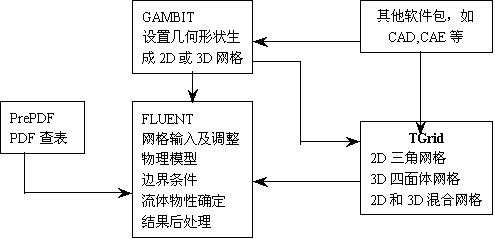 GAMBIT
设置几何形状生
成 2D 或 3D 网格
其他软件包，如
CAD,CAE 等
PrePDF
PDF 查表
FLUENT
网格输入及调整
物理模型
边界条件
流体物性确定
结果后处理
TGrid
2D 三角网格
3D 四面体网格
2D 和 3D 混合网格